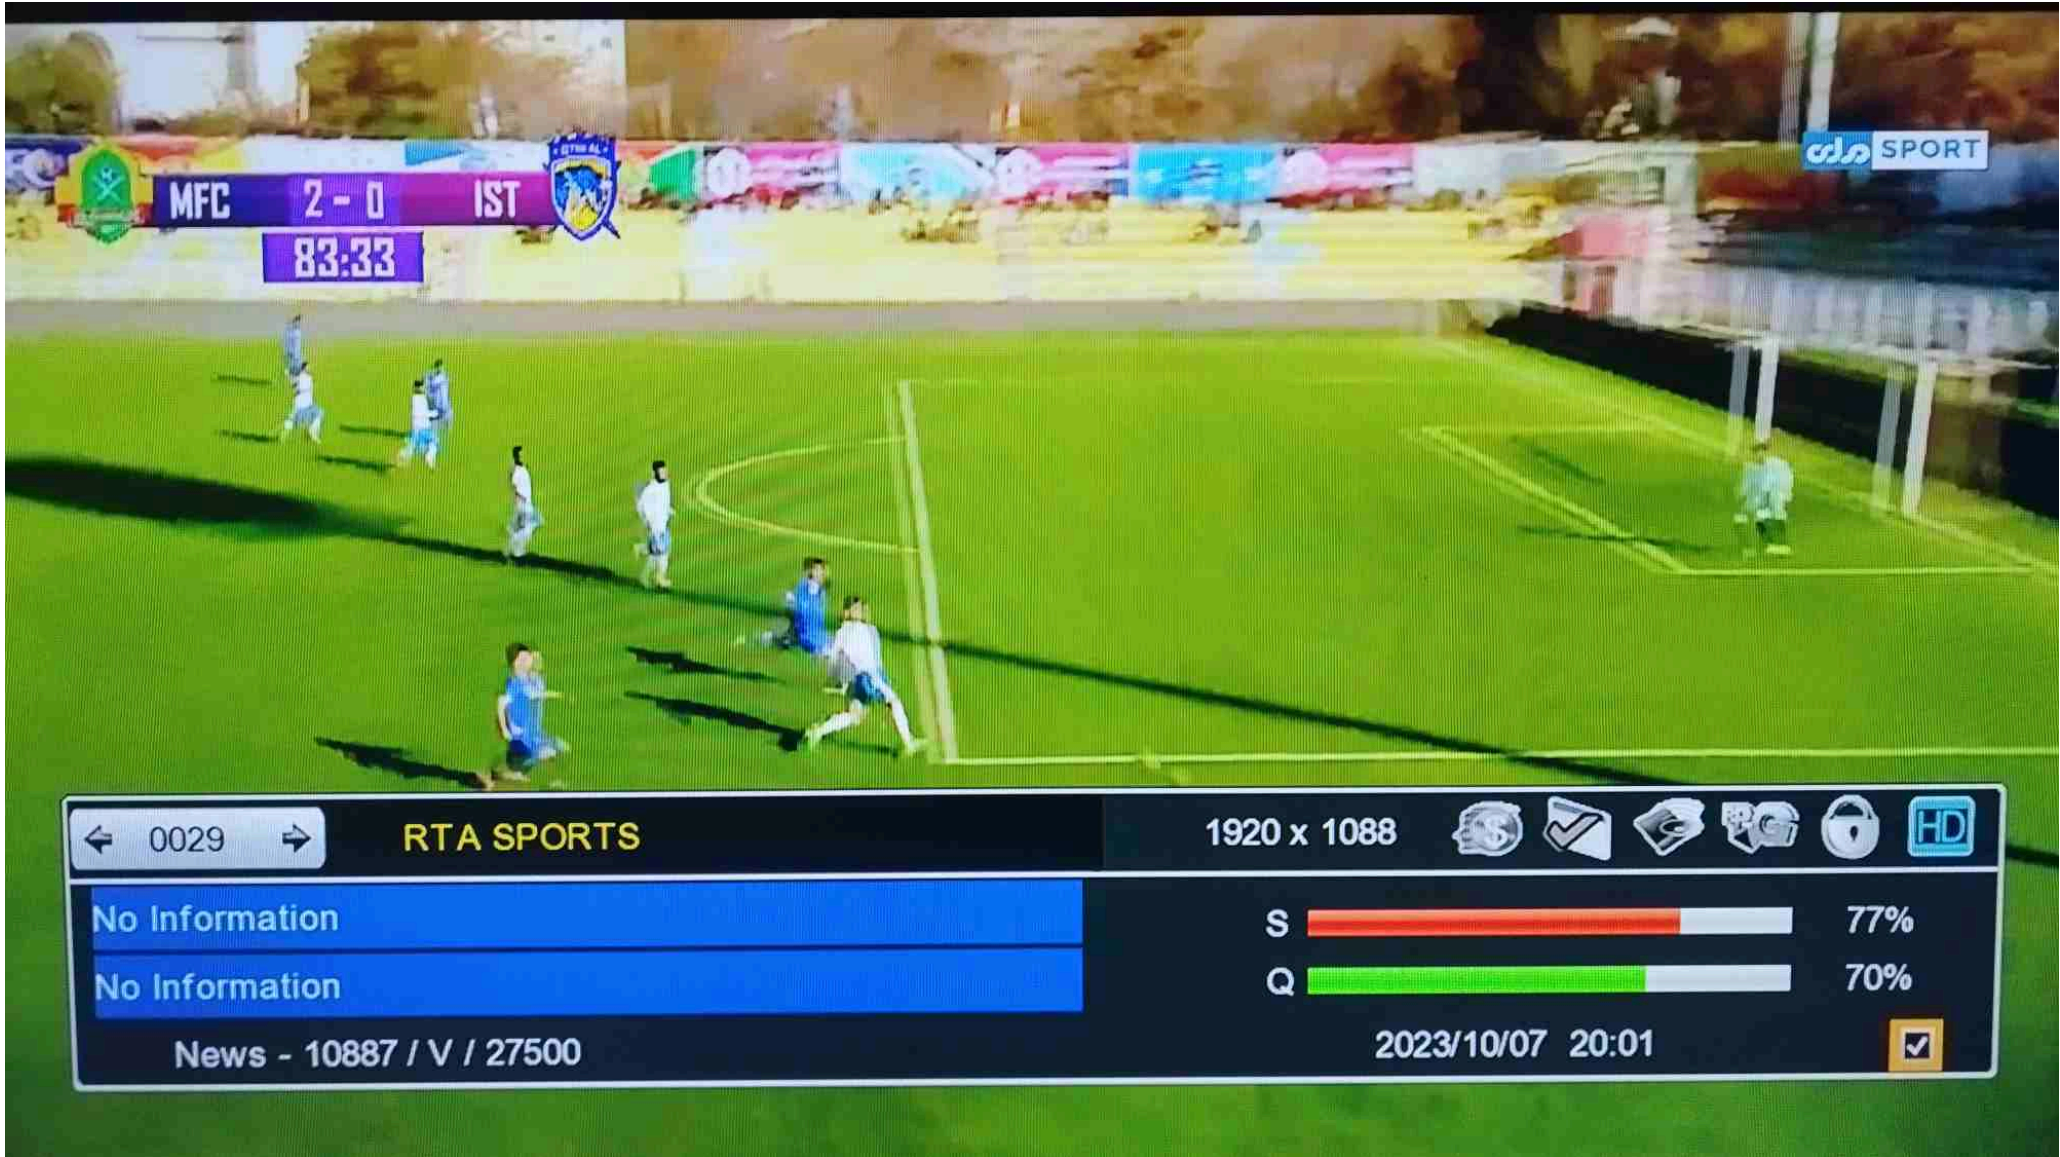 ملی SPORT
MFC 2 - 0 IST
83:33
0029 RTA SPORTS 1920 x 1088 HD
No Information
S 77%
No Information
Q 70%
News - 10887 / V / 27500 2023/10/07 20:01